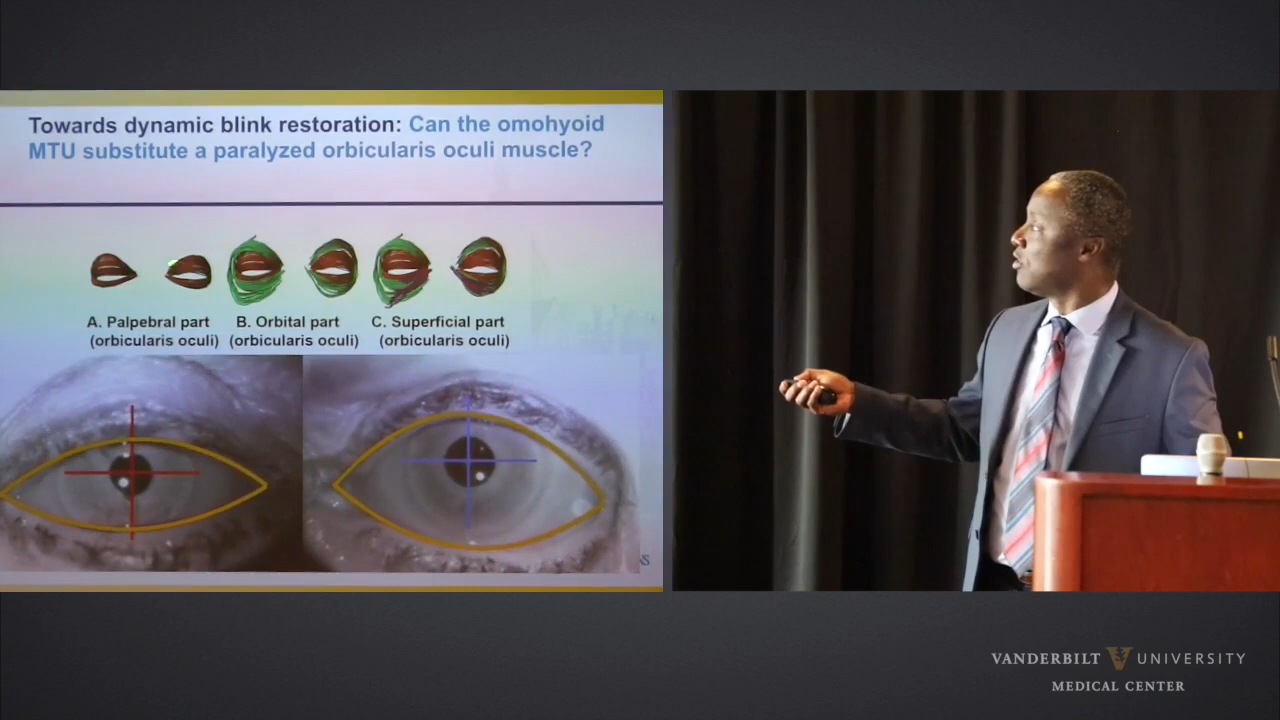 Towards dynamic blink restoration: Can the omohyoid
MTU substitute a paralyzed orbicularis oculi muscle?
A. Palpebral part
(orbicularis oculi)
B. Orbital part
(orbicularis oculi)
C. Superficial part
(orbicularis oculi)
VANDERBILT UNIVERSITY
MEDICAL CENTER